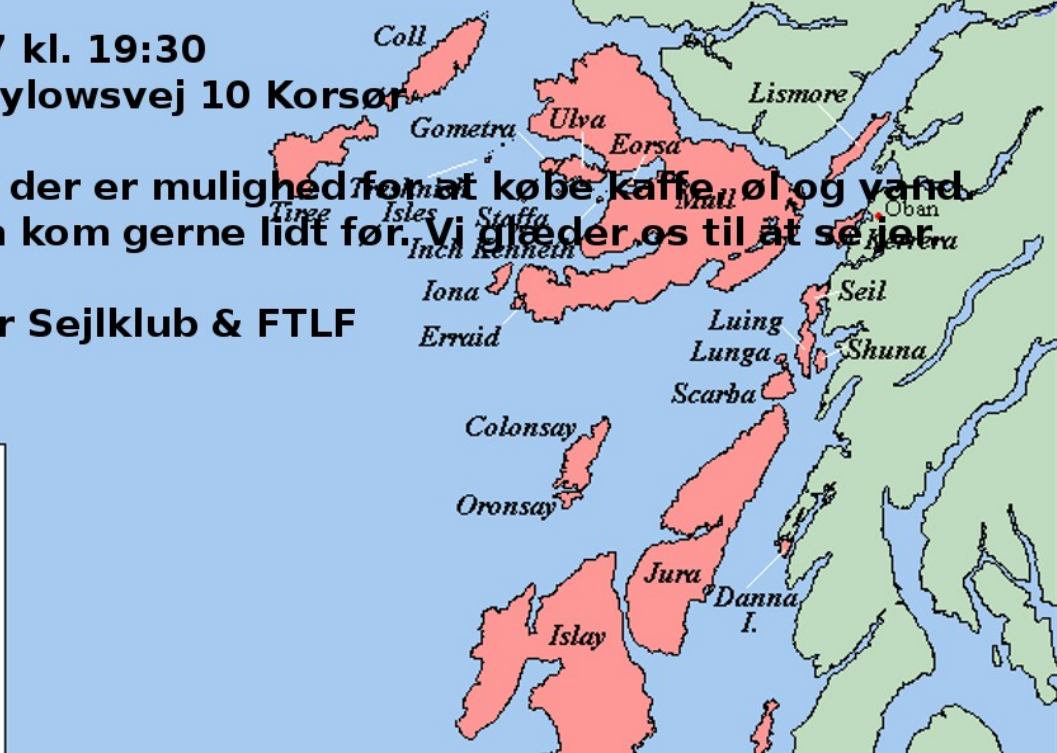 7 kl. 19:30
ylowsvej 10 Korsør
der er mulighed for at købe kaffe, øl og vand.
kom gerne lidt før. Vi glæder os til at se jer.
r Sejlklub & FTLF
Coll
Gometra
Ulva
Eorsa
Lismore
Tiree
Treshnish
Isles
Staffa
Mull
Oban
Inch Kenneth
Kerrera
Iona
Seil
Erraid
Luing
Lunga
Shuna
Scarba
Colonsay
Oronsay
Jura
Danna
I.
Islay